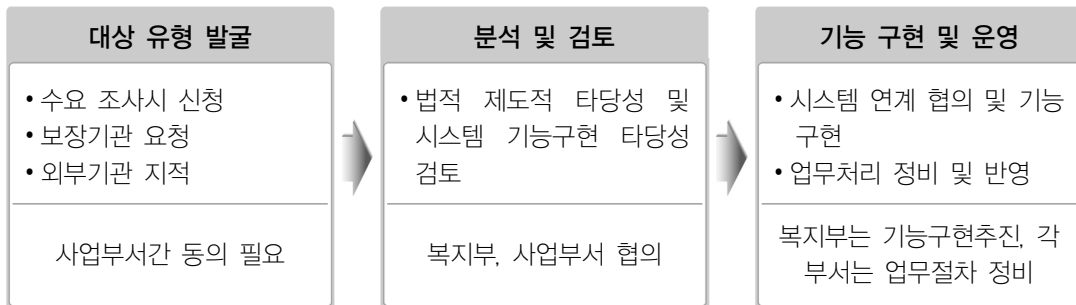 대상 유형 발굴
• 수요 조사시 신청
• 보장기관 요청
• 외부기관 지적
사업부서간 동의 필요
분석 및 검토
• 법적 제도적 타당성 및
시스템 기능구현 타당성
검토
복지부, 사업부서 협의
기능 구현 및 운영
• 시스템 연계 협의 및 기능
구현
• 업무처리 정비 및 반영
복지부는 기능구현추진, 각
부서는 업무절차 정비